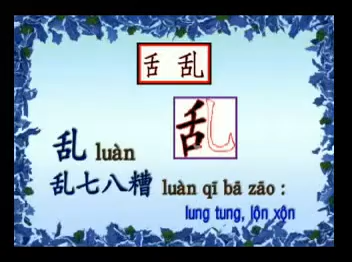 舌 乱
乱
乱 luàn
乱七八糟 luàn qī bā zāo :
lung tung, lộn xộn